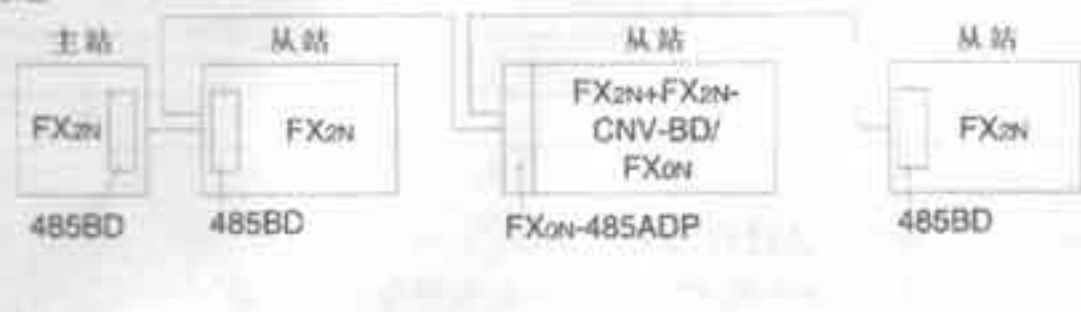 主站
从站
从站
从站
FX2N
FX2N
FX2N+FX2N-
CNV-BD/
FX0N
FX2N
485BD
485BD
FX0N-485ADP
485BD